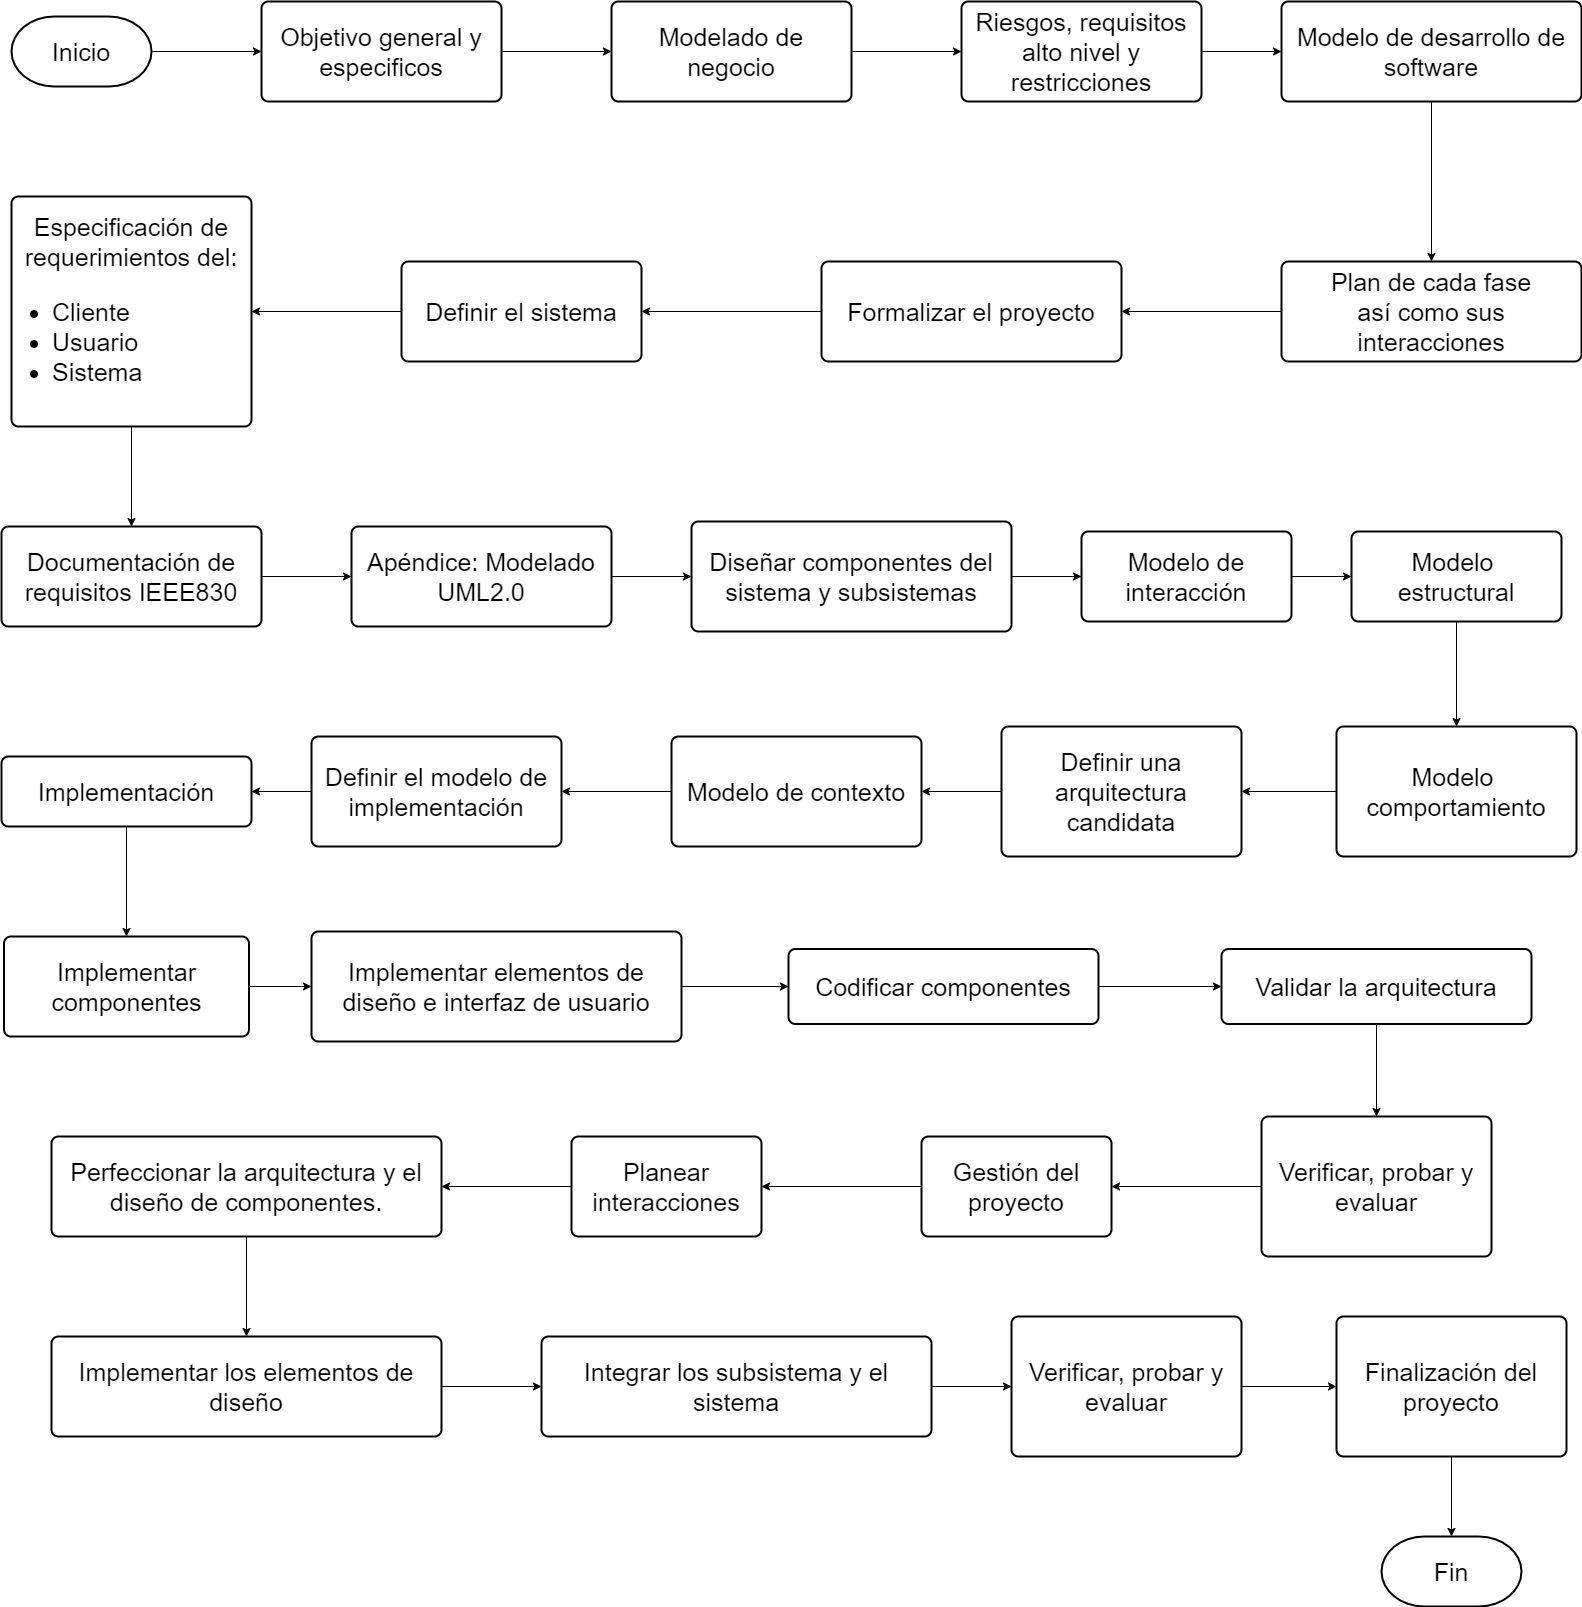 Inicio
Objetivo general y
especificos
Modelado de
negocio
Riesgos, requisitos
alto nivel y
restricciones
Modelo de desarrollo de
software
Plan de cada fase
así como sus
interacciones
Formalizar el proyecto
Definir el sistema
Especificación de
requerimientos del:
• Cliente
• Usuario
• Sistema
Documentación de
requisitos IEEE830
Apéndice: Modelado
UML2.0
Diseñar componentes del
sistema y subsistemas
Modelo de
interacción
Modelo
estructural
Modelo
comportamiento
Definir una
arquitectura
candidata
Modelo de contexto
Definir el modelo de
implementación
Implementación
Implementar
componentes
Implementar elementos de
diseño e interfaz de usuario
Codificar componentes
Validar la arquitectura
Verificar, probar y
evaluar
Gestión del
proyecto
Planear
interacciones
Perfeccionar la arquitectura y el
diseño de componentes.
Implementar los elementos de
diseño
Integrar los subsistema y el
sistema
Verificar, probar y
evaluar
Finalización del
proyecto
Fin